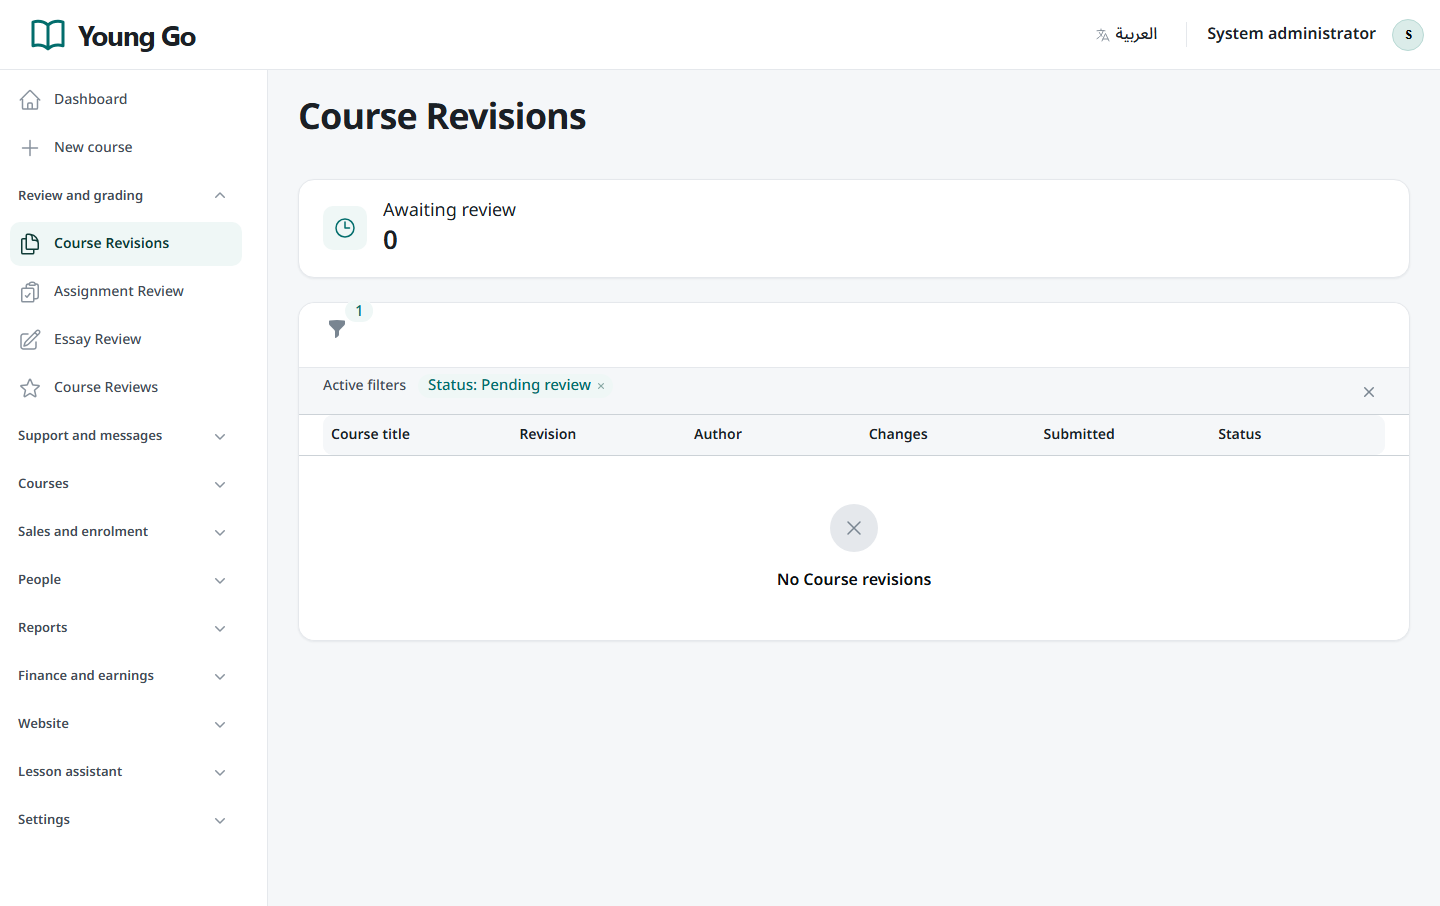 Young Go
العربية
System administrator
S
Dashboard
New course
Review and grading
Course Revisions
Assignment Review
Essay Review
Course Reviews
Support and messages
Courses
Sales and enrolment
People
Reports
Finance and earnings
Website
Lesson assistant
Settings
Course Revisions
Awaiting review
0
1
Active filters Status: Pending review ×
Course title Revision Author Changes Submitted Status
No Course revisions